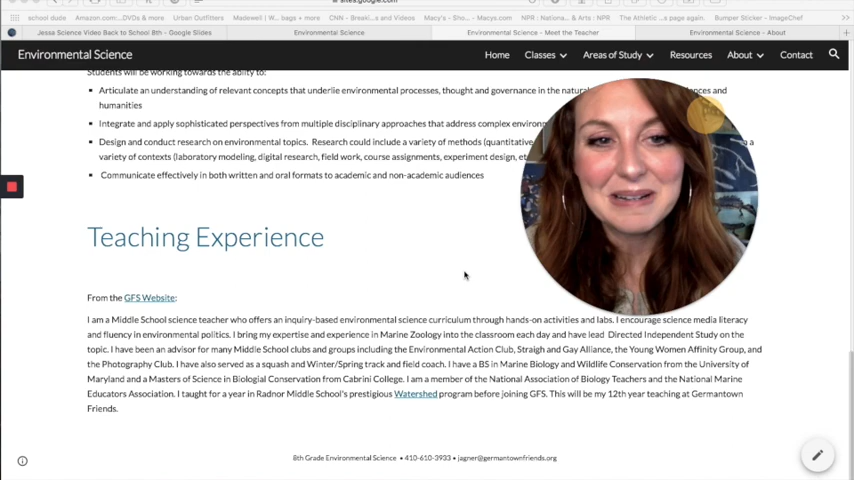 sites.google.com
school dude Amazon.com:...DVDs & more Urban Outfitters Madewell | W... bags + more CNN - Breaki... and Videos Macy's - Sho... - Macys.com NPR : Nationa... & Arts : NPR The Athletic ...s page again. Bumper Sticker - ImageChef
Jessa Science Video Back to School 8th - Google Slides Environmental Science Environmental Science - Meet the Teacher Environmental Science - About
Environmental Science Home Classes Areas of Study Resources About Contact
Students will be working towards the ability to:
Articulate an understanding of relevant concepts that underlie environmental processes, thought and governance in the natural and
humanities
Integrate and apply sophisticated perspectives from multiple disciplinary approaches that address complex
Design and conduct research on environmental topics. Research could include a variety of methods (quantitative a
variety of contexts (laboratory modeling, digital research, field work, course assignments, experiment design,
Communicate effectively in both written and oral formats to academic and non-academic audiences
Teaching Experience
From the GFS Website:
I am a Middle School science teacher who offers an inquiry-based environmental science curriculum through hands-on activities and labs. I encourage science media literacy
and fluency in environmental politics. I bring my expertise and experience in Marine Zoology into the classroom each day and have lead Directed Independent Study on the
topic. I have been an advisor for many Middle School clubs and groups including the Environmental Action Club, Straigh and Gay Alliance, the Young Women Affinity Group, and
the Photography Club. I have also served as a squash and Winter/Spring track and field coach. I have a BS in Marine Biology and Wildlife Conservation from the University of
Maryland and a Masters of Science in Biologial Conservation from Cabrini College. I am a member of the National Association of Biology Teachers and the National Marine
Educators Association. I taught for a year in Radnor Middle School's prestigious Watershed program before joining GFS. This will be my 12th year teaching at Germantown
Friends.
8th Grade Environmental Science • 410-610-3933 • jagner@germantownfriends.org